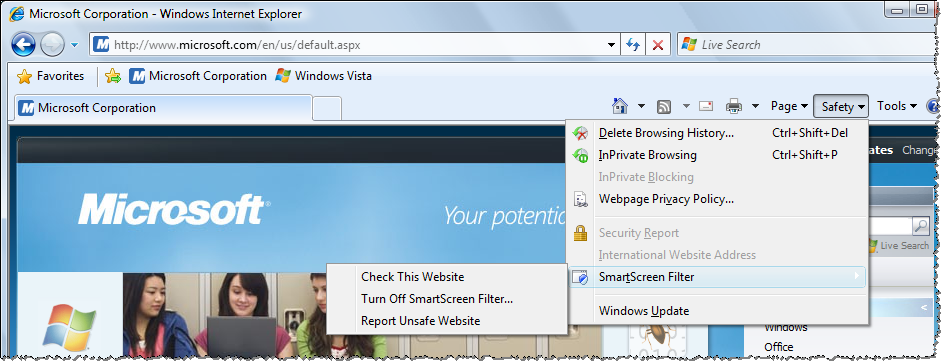 Microsoft Corporation - Windows Internet Explorer
http://www.microsoft.com/en/us/default.aspx
Live Search
Favorites Microsoft Corporation Windows Vista
Microsoft Corporation
Page Safety Tools
Delete Browsing History... Ctrl+Shift+Del
InPrivate Browsing Ctrl+Shift+P
InPrivate Blocking
Webpage Privacy Policy...
Security Report
International Website Address
SmartScreen Filter
Windows Update
Check This Website
Turn Off SmartScreen Filter...
Report Unsafe Website
ates Change
Microsoft®
Your potentia
Live Search
Windows
Office